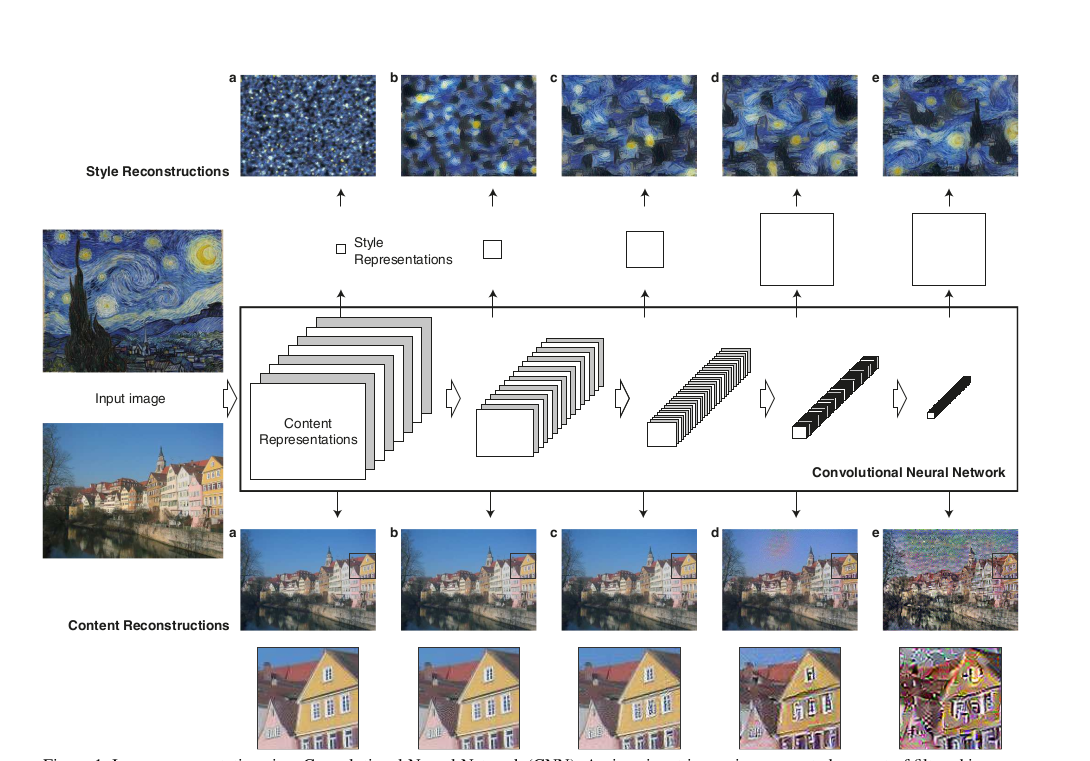 a
b
c
d
e
Style Reconstructions
Style
Representations
Input image
Content
Representations
Convolutional Neural Network
a
b
c
d
e
Content Reconstructions